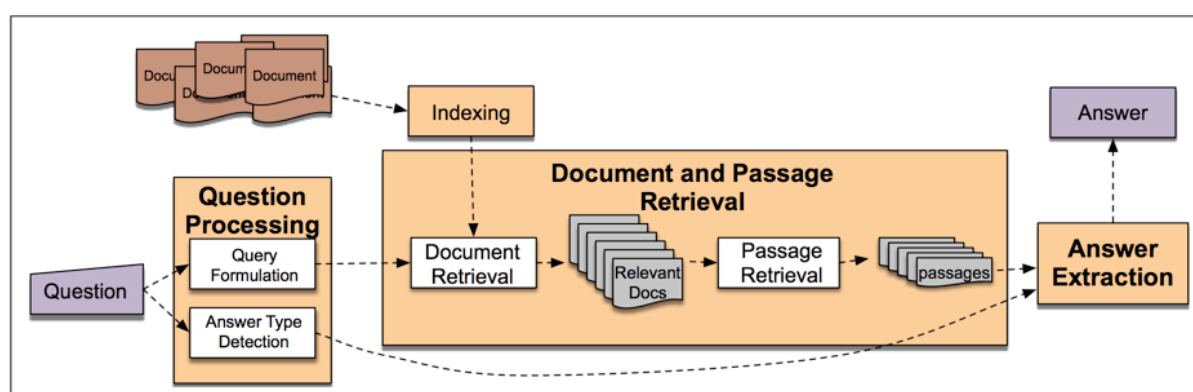 Document
Document
Indexing
Answer
Question
Processing
Document and Passage
Retrieval
Query
Formulation
Document
Retrieval
Relevant
Docs
Passage
Retrieval
passages
Answer
Extraction
Question
Answer Type
Detection